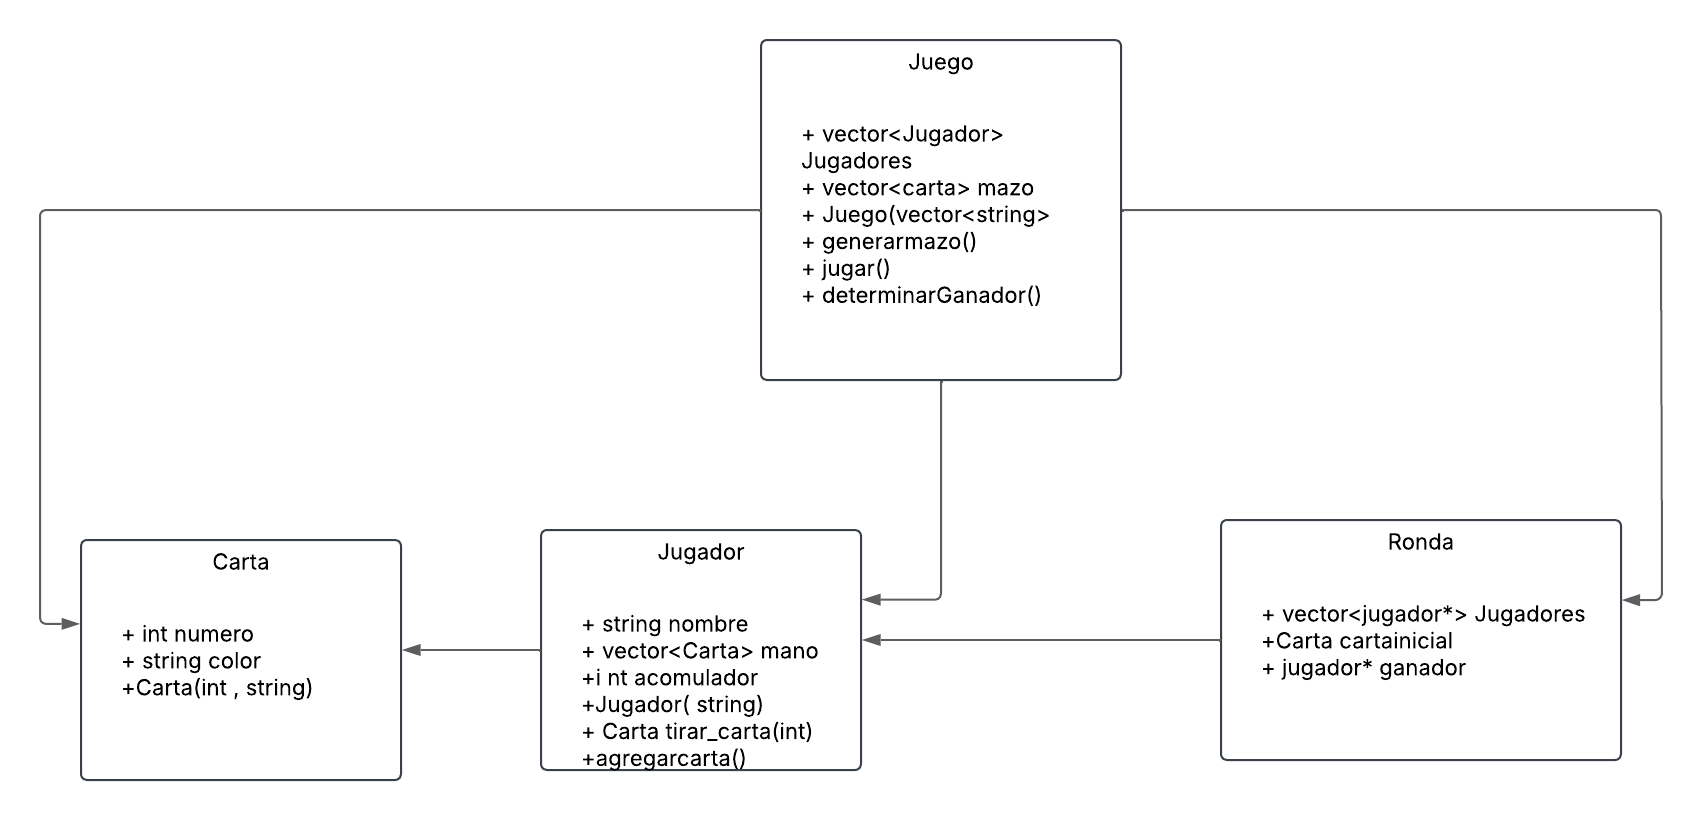 Juego
+ vector<Jugador>
Jugadores
+ vector<carta> mazo
+ Juego(vector<string>
+ generarmazo()
+ jugar()
+ determinarGanador()
Carta
+ int numero
+ string color
+Carta(int , string)
Jugador
+ string nombre
+ vector<Carta> mano
+i nt acomulador
+Jugador( string)
+ Carta tirar_carta(int)
+agregarcarta()
Ronda
+ vector<jugador*> Jugadores
+Carta cartainicial
+ jugador* ganador